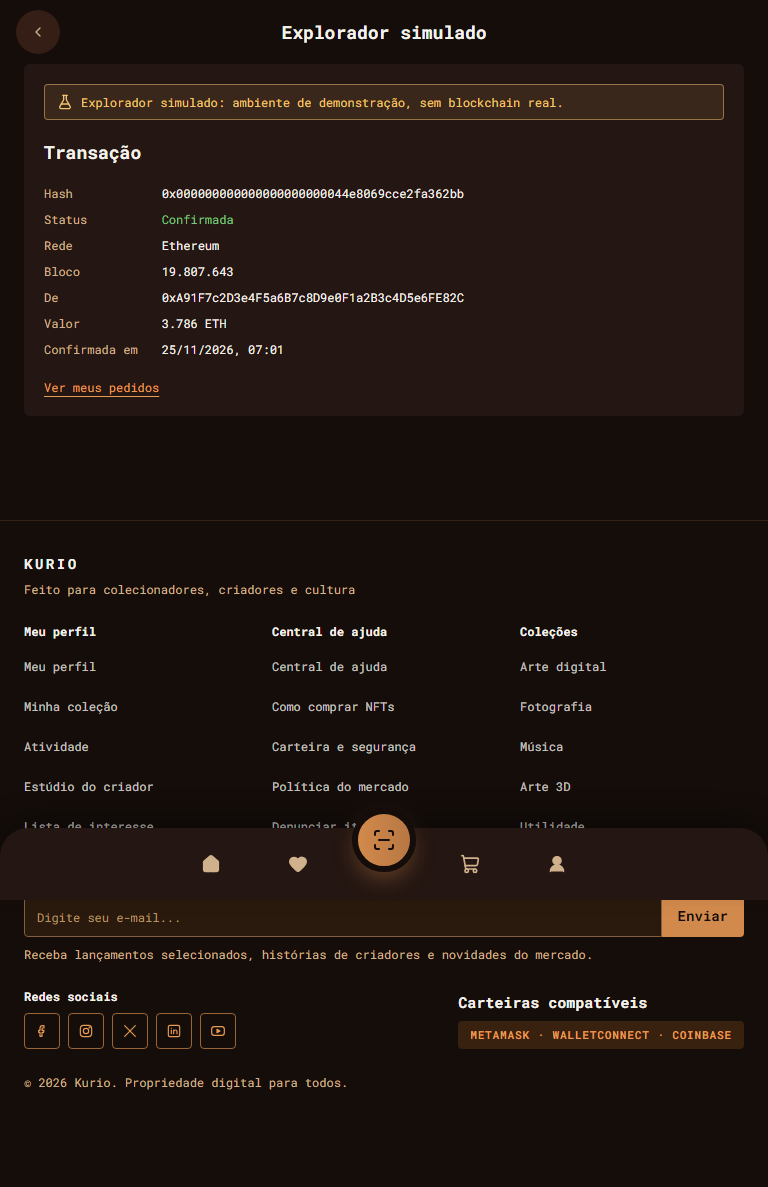 Explorador simulado
Explorador simulado: ambiente de demonstração, sem blockchain real.
Transação
Hash 0x000000000000000000000044e8069cce2fa362bb
Status Confirmada
Rede Ethereum
Bloco 19.807.643
De 0xA91F7c2D3e4F5a6B7c8D9e0F1a2B3c4D5e6FE82C
Valor 3.786 ETH
Confirmada em 25/11/2026, 07:01
Ver meus pedidos
KURIO
Feito para colecionadores, criadores e cultura
Meu perfil Central de ajuda Coleções
Meu perfil Central de ajuda Arte digital
Minha coleção Como comprar NFTs Fotografia
Atividade Carteira e segurança Música
Estúdio do criador Política do mercado Arte 3D
Lista de interesse Denunciar Utilidade
Digite seu e-mail... Enviar
Receba lançamentos selecionados, histórias de criadores e novidades do mercado.
Redes sociais
Carteiras compatíveis
METAMASK · WALLETCONNECT · COINBASE
© 2026 Kurio. Propriedade digital para todos.